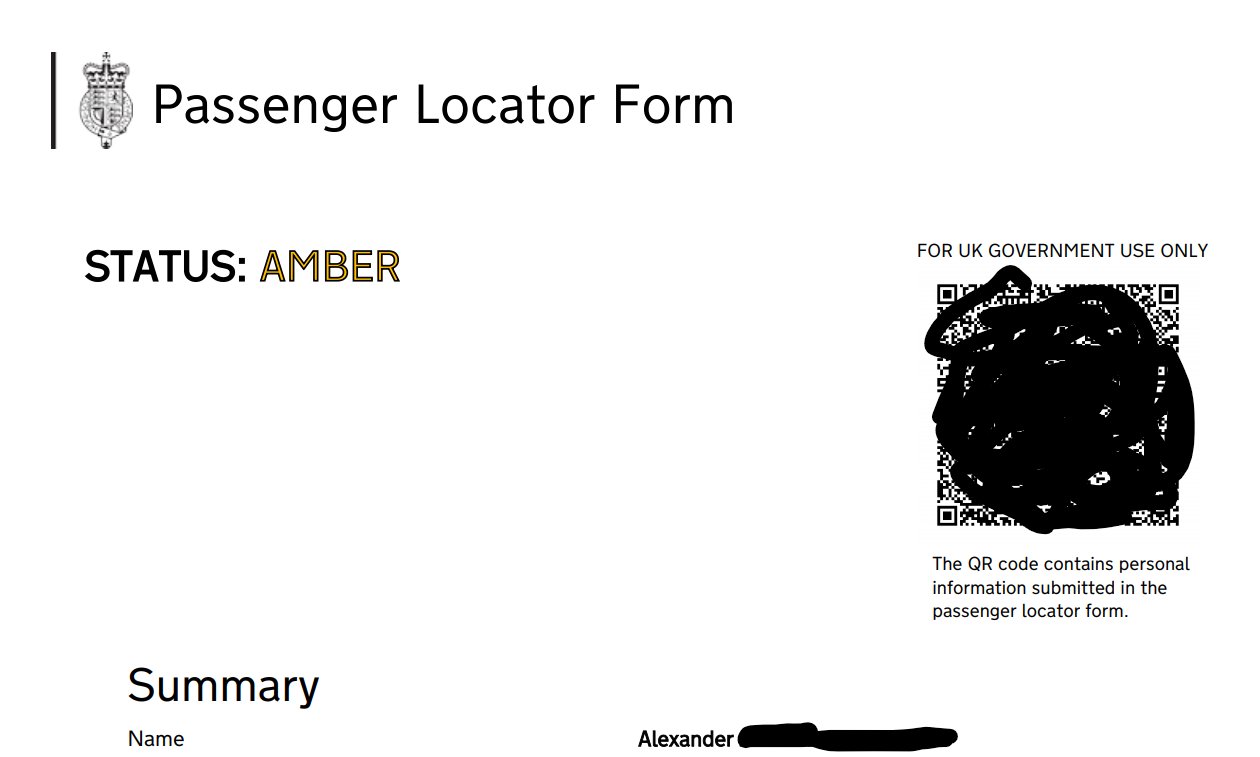 Passenger Locator Form
STATUS: AMBER
FOR UK GOVERNMENT USE ONLY
The QR code contains personal
information submitted in the
passenger locator form.
Summary
Name
Alexander